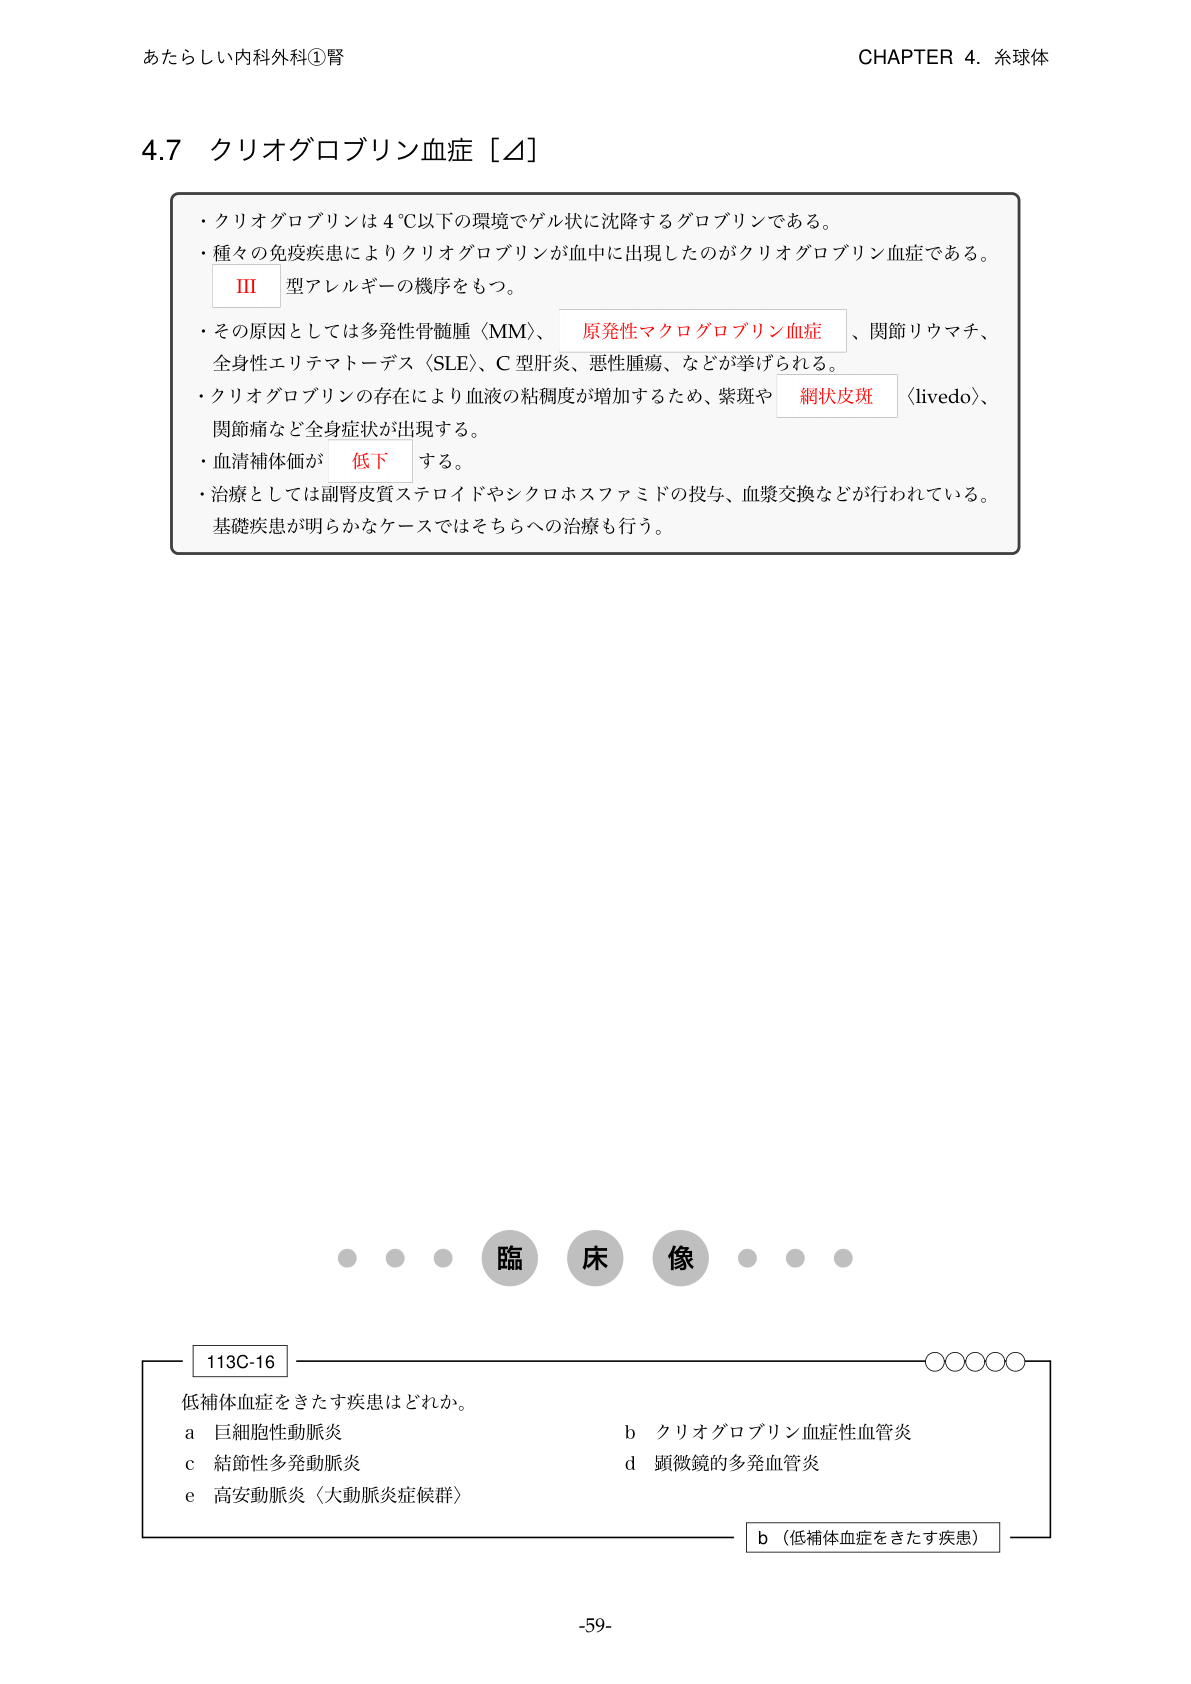 あたらしい内科外科①腎
CHAPTER 4. 糸球体
4.7 クリオグロブリン血症［⊿］
・クリオグロブリンは 4 ℃以下の環境でゲル状に沈降するグロブリンである。
・種々の免疫疾患によりクリオグロブリンが血中に出現したのがクリオグロブリン血症である。
III 型アレルギーの機序をもつ。
・その原因としては多発性骨髄腫〈MM〉、 原発性マクログロブリン血症 、関節リウマチ、
全身性エリテマトーデス〈SLE〉、C 型肝炎、悪性腫瘍、などが挙げられる。
・クリオグロブリンの存在により血液の粘稠度が増加するため、紫斑や 網状皮斑 〈livedo〉、
関節痛など全身症状が出現する。
・血清補体価が 低下 する。
・治療としては副腎皮質ステロイドやシクロホスファミドの投与、血漿交換などが行われている。
基礎疾患が明らかなケースではそちらへの治療も行う。
臨 床 像
113C-16
低補体血症をきたす疾患はどれか。
a 巨細胞性動脈炎
b クリオグロブリン血症性血管炎
c 結節性多発動脈炎
d 顕微鏡的多発血管炎
e 高安動脈炎〈大動脈炎症候群〉
b （低補体血症をきたす疾患）
-59-